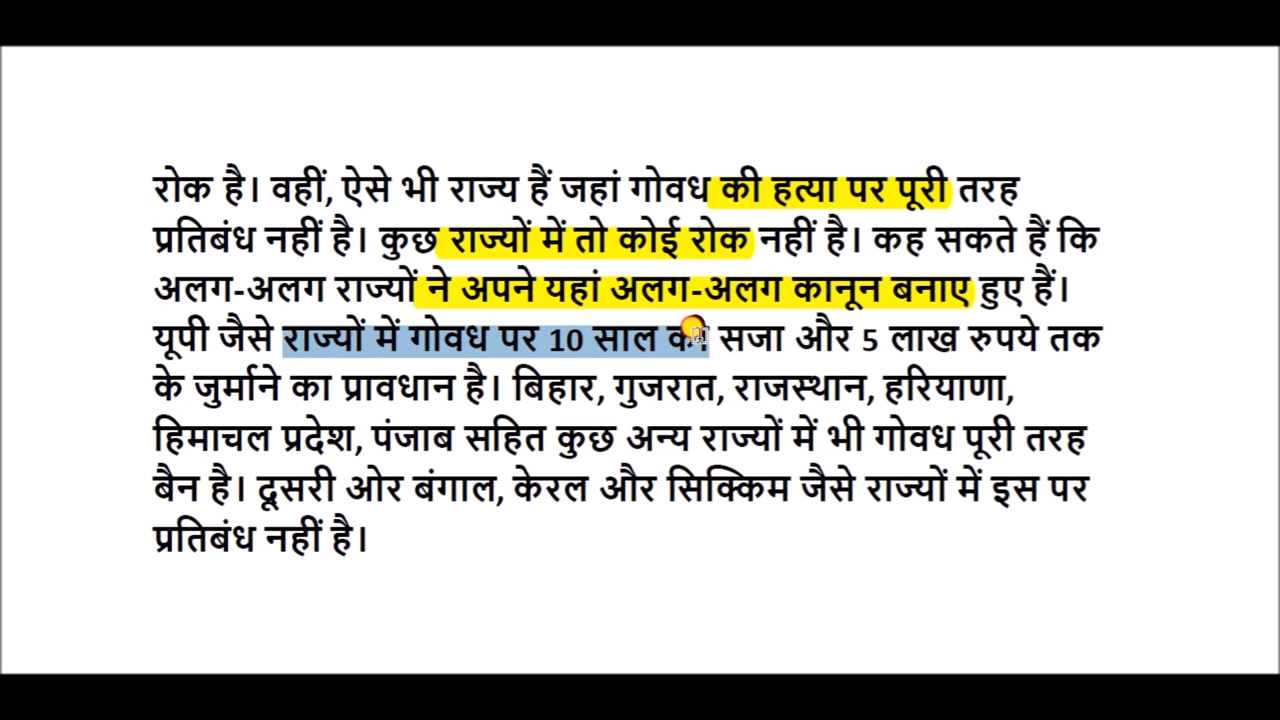 रोक है। वहीं, ऐसे भी राज्य हैं जहां गोवध की हत्या पर पूरी तरह
प्रतिबंध नहीं है। कुछ राज्यों में तो कोई रोक नहीं है। कह सकते हैं कि
अलग-अलग राज्यों ने अपने यहां अलग-अलग कानून बनाए हुए हैं।
यूपी जैसे राज्यों में गोवध पर 10 साल की सजा और 5 लाख रुपये तक
के जुर्माने का प्रावधान है। बिहार, गुजरात, राजस्थान, हरियाणा,
हिमाचल प्रदेश, पंजाब सहित कुछ अन्य राज्यों में भी गोवध पूरी तरह
बैन है। दूसरी ओर बंगाल, केरल और सिक्किम जैसे राज्यों में इस पर
प्रतिबंध नहीं है।